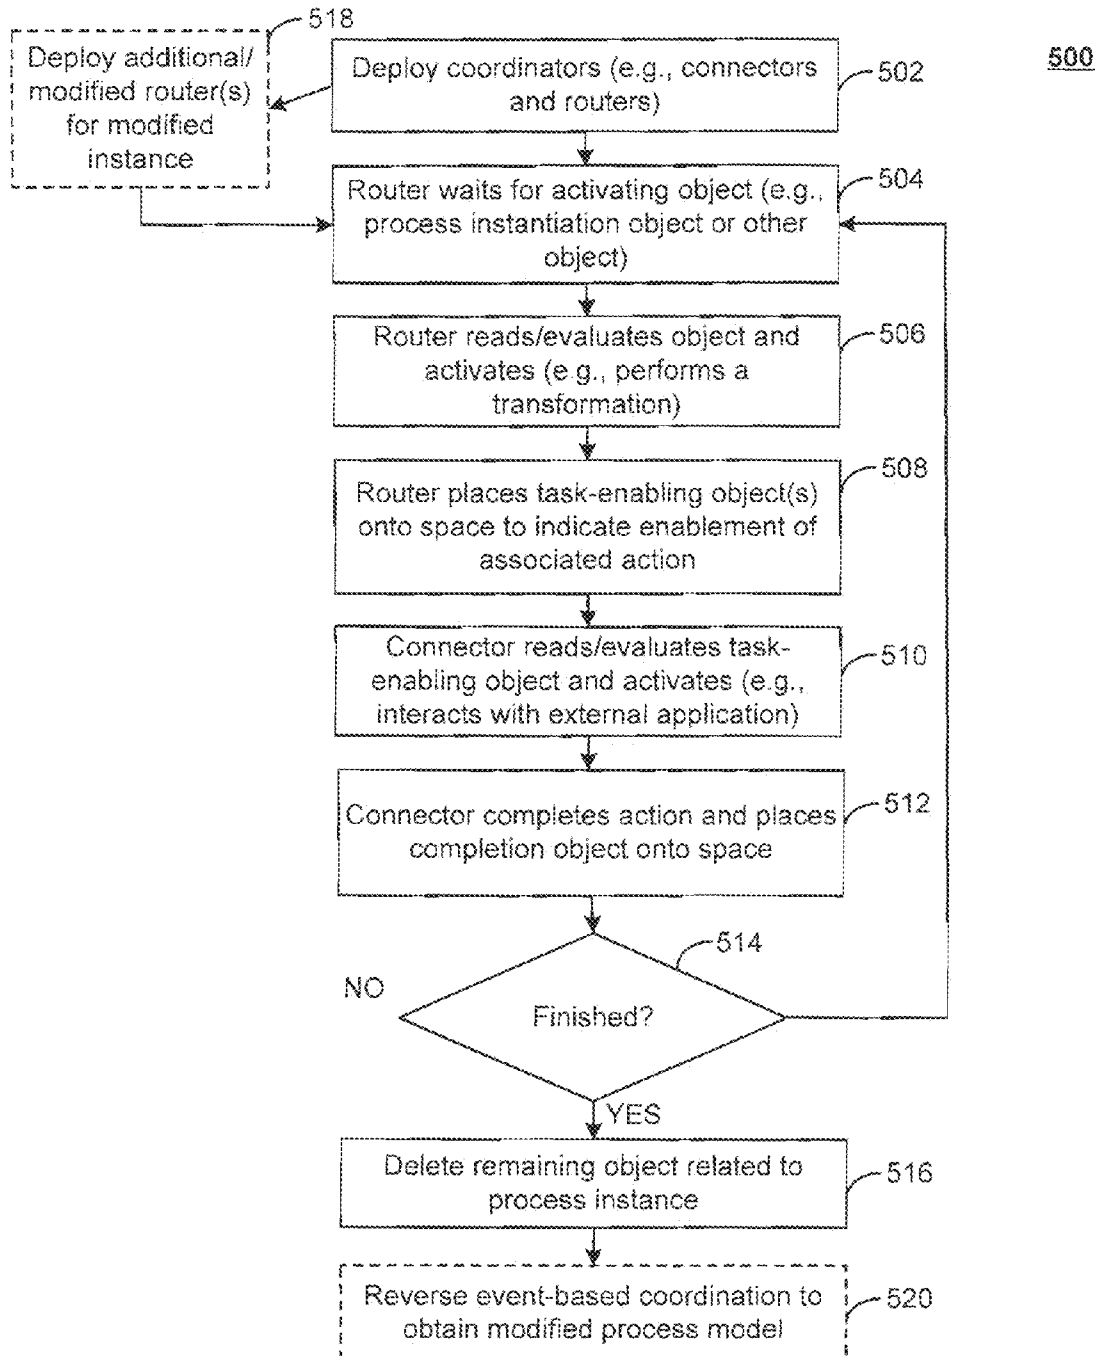 518
Deploy additional/
modified router(s)
for modified
instance
Deploy coordinators (e.g., connectors
and routers)
502
500
Router waits for activating object (e.g.,
process instantiation object or other
object)
504
Router reads/evaluates object and
activates (e.g., performs a
transformation)
506
Router places task-enabling object(s)
onto space to indicate enablement of
associated action
508
Connector reads/evaluates task-
enabling object and activates (e.g.,
interacts with external application)
510
Connector completes action and places
completion object onto space
512
514
NO
Finished?
YES
Delete remaining object related to
process instance
516
Reverse event-based coordination to
obtain modified process model
520